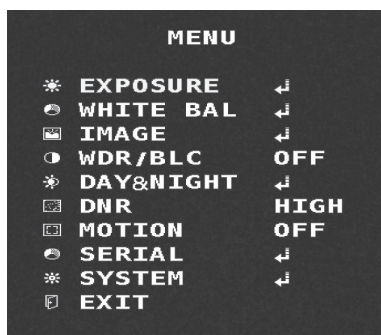 MENU
EXPOSURE ↲
WHITE BAL ↲
IMAGE ↲
WDR/BLC OFF
DAY&NIGHT ↲
DNR HIGH
MOTION OFF
SERIAL ↲
SYSTEM ↲
EXIT